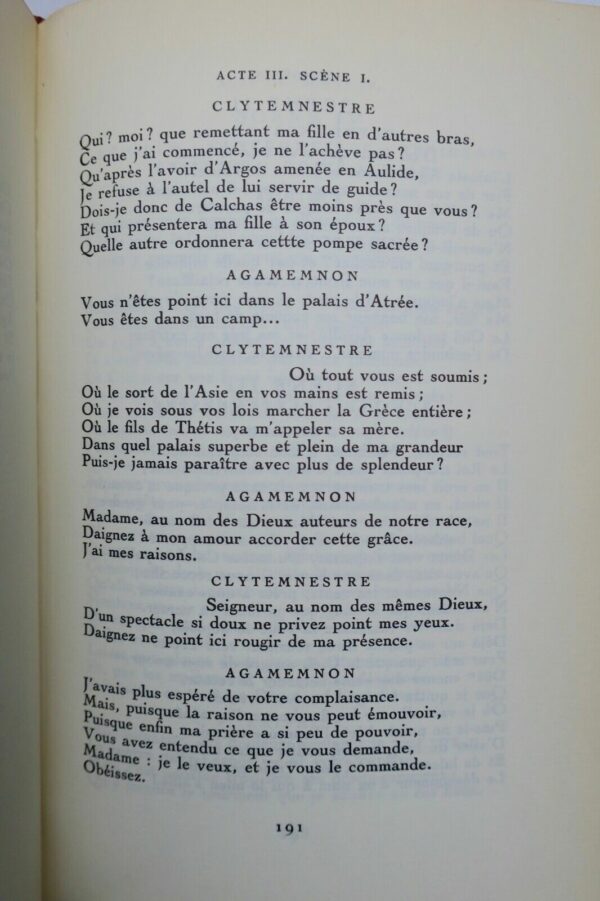 ACTE III. SCÈNE I.
CLYTEMNESTRE
Qui? moi? que remettant ma fille en d'autres bras,
Ce que j'ai commencé, je ne l'achève pas?
Qu'après l'avoir d'Argos amenée en Aulide,
Je refuse à l'autel de lui servir de guide?
Dois-je donc de Calchas être moins près que vous?
Et qui présentera ma fille à son époux?
Quelle autre ordonnera cettte pompe sacrée?
AGAMEMNON
Vous n'êtes point ici dans le palais d'Atrée.
Vous êtes dans un camp...
CLYTEMNESTRE
Où tout vous est soumis;
Où le sort de l'Asie en vos mains est remis;
Où je vois sous vos lois marcher la Grèce entière;
Où le fils de Thétis va m'appeler sa mère.
Dans quel palais superbe et plein de ma grandeur
Puis-je jamais paraître avec plus de splendeur?
AGAMEMNON
Madame, au nom des Dieux auteurs de notre race,
Daignez à mon amour accorder cette grâce.
J'ai mes raisons.
CLYTEMNESTRE
Seigneur, au nom des mêmes Dieux,
D'un spectacle si doux ne privez point mes yeux.
Daignez ne point ici rougir de ma présence.
AGAMEMNON
J'avais plus espéré de votre complaisance.
Mais, puisque la raison ne vous peut émouvoir,
Puisque enfin ma prière a si peu de pouvoir,
Vous avez entendu ce que je vous demande,
Madame : je le veux, et je vous le commande.
Obéissez.
191